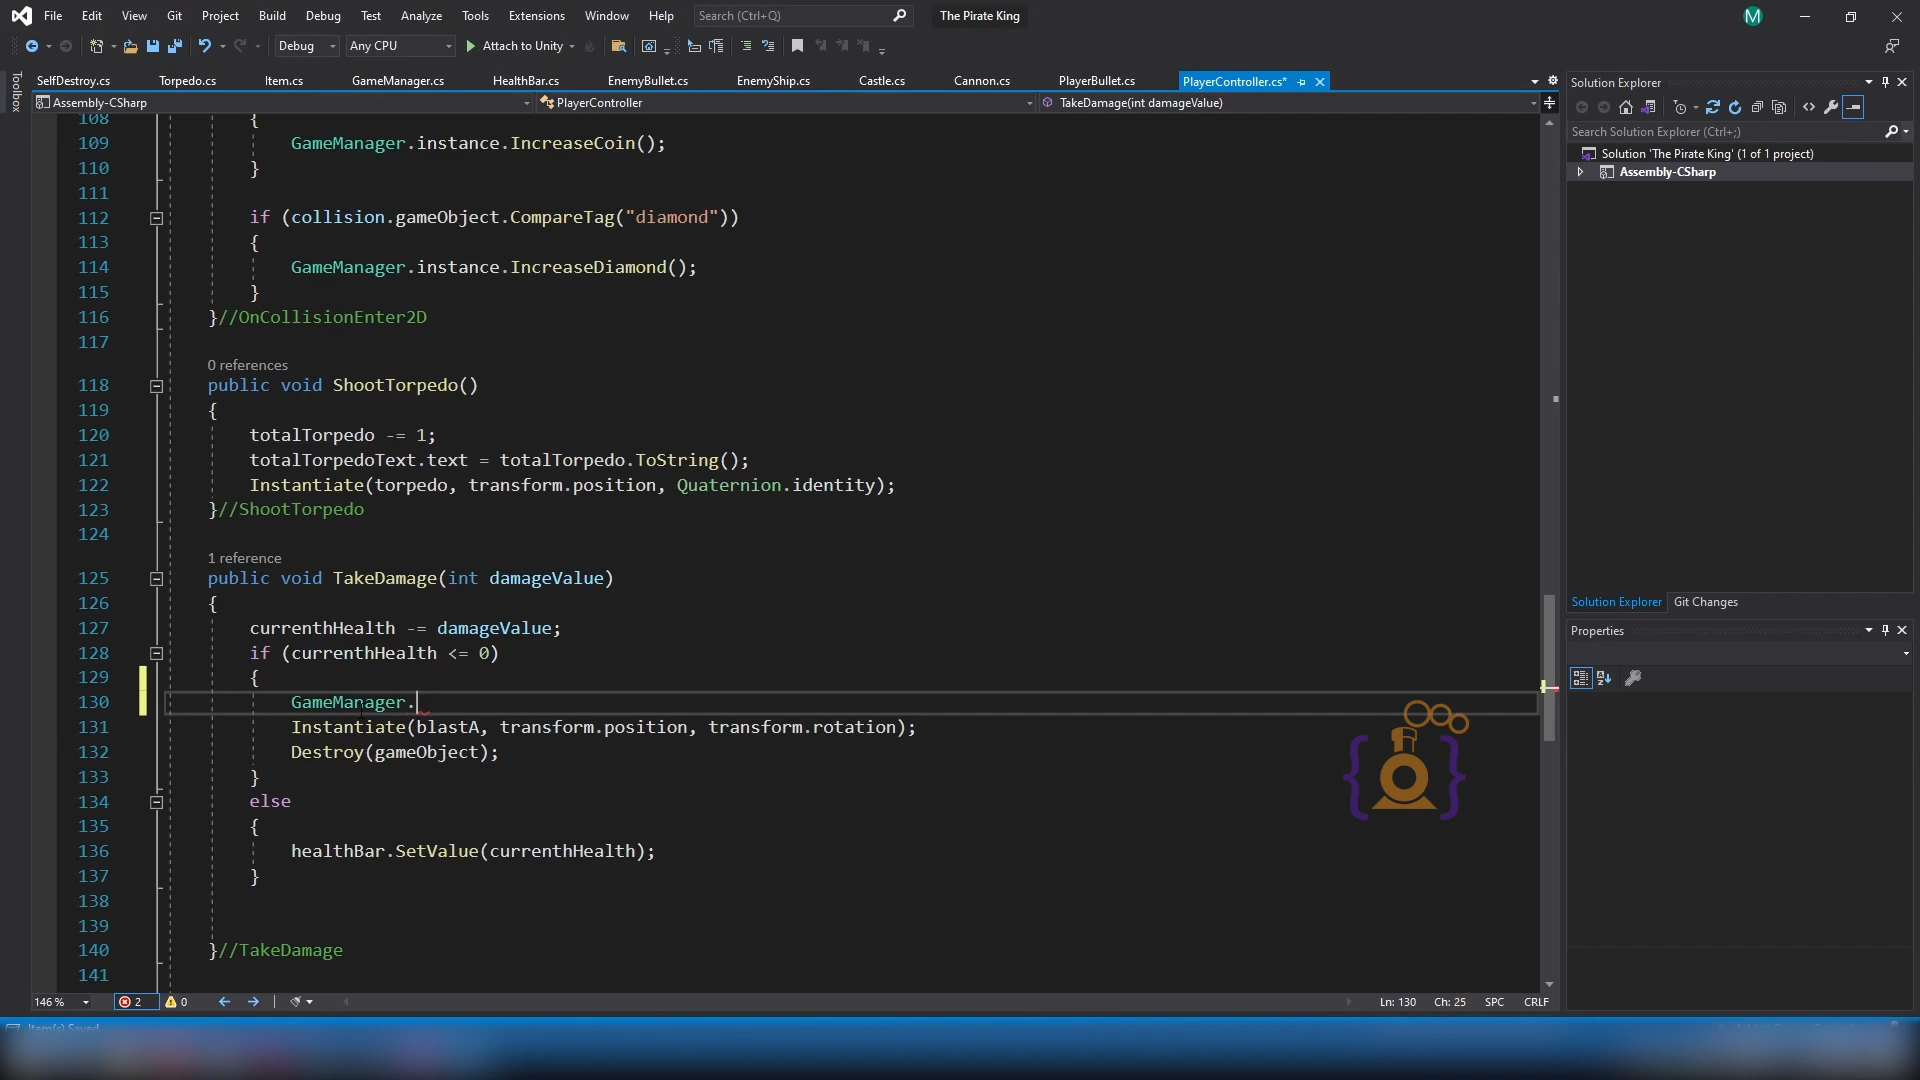 File Edit View Git Project Build Debug Test Analyze Tools Extensions Window Help Search (Ctrl+Q) The Pirate King M
Debug Any CPU Attach to Unity
Toolbox
SelfDestroy.cs Torpedo.cs Item.cs GameManager.cs HealthBar.cs EnemyBullet.cs EnemyShip.cs Castle.cs Cannon.cs PlayerBullet.cs PlayerController.cs*
Assembly-CSharp PlayerController TakeDamage(int damageValue)
108 {
109 GameManager.instance.IncreaseCoin();
110 }
111
112 if (collision.gameObject.CompareTag("diamond"))
113 {
114 GameManager.instance.IncreaseDiamond();
115 }
116 }//OnCollisionEnter2D
117
0 references
118 public void ShootTorpedo()
119 {
120 totalTorpedo -= 1;
121 totalTorpedoText.text = totalTorpedo.ToString();
122 Instantiate(torpedo, transform.position, Quaternion.identity);
123 }//ShootTorpedo
124
1 reference
125 public void TakeDamage(int damageValue)
126 {
127 currenthHealth -= damageValue;
128 if (currenthHealth <= 0)
129 {
130 GameManager.
131 Instantiate(blastA, transform.position, transform.rotation);
132 Destroy(gameObject);
133 }
134 else
135 {
136 healthBar.SetValue(currenthHealth);
137 }
138
139
140 }//TakeDamage
141
146 % 2 0 Ln: 130 Ch: 25 SPC CRLF
Item(s) Saved
Solution Explorer
Search Solution Explorer (Ctrl+;)
Solution 'The Pirate King' (1 of 1 project)
Assembly-CSharp
Solution Explorer Git Changes
Properties